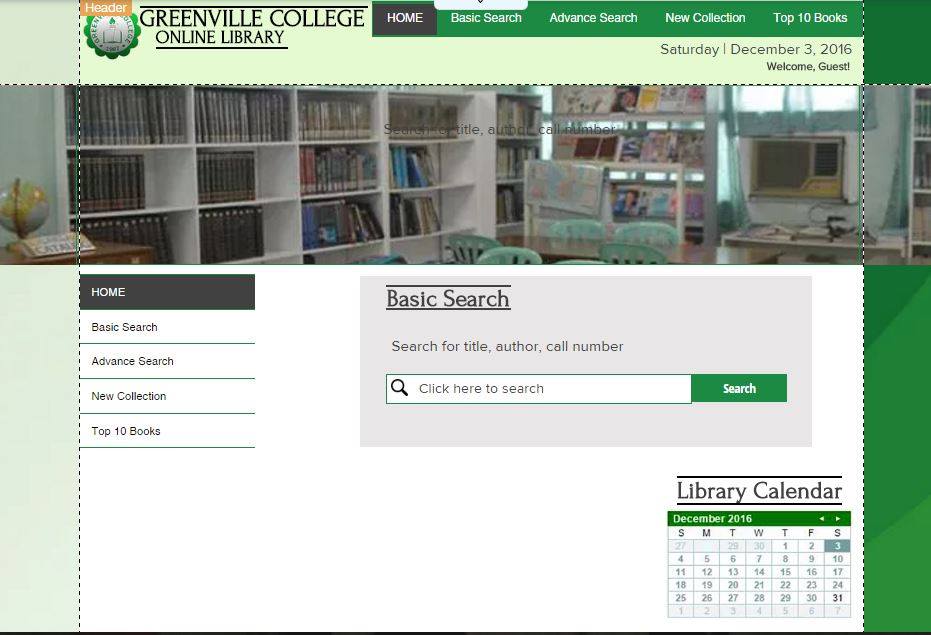 Header
GREENVILLE COLLEGE
ONLINE LIBRARY
HOME Basic Search Advance Search New Collection Top 10 Books
Saturday | December 3, 2016
Welcome, Guest!
Search for title, author, call number
HOME
Basic Search
Advance Search
New Collection
Top 10 Books
Basic Search
Search for title, author, call number
Click here to search Search
Library Calendar
December 2016
S M T W T F S
27 29 30 1 2 3
4 5 6 7 8 9 10
11 12 13 14 15 16 17
18 19 20 21 22 23 24
25 26 27 28 29 30 31
1 2 3 4 5 6 7